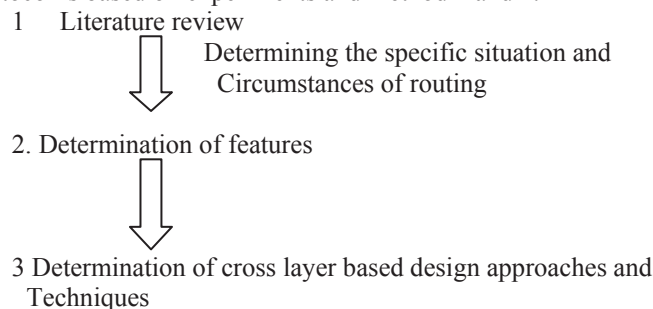 1 Literature review
Determining the specific situation and
Circumstances of routing
2. Determination of features
3 Determination of cross layer based design approaches and
Techniques